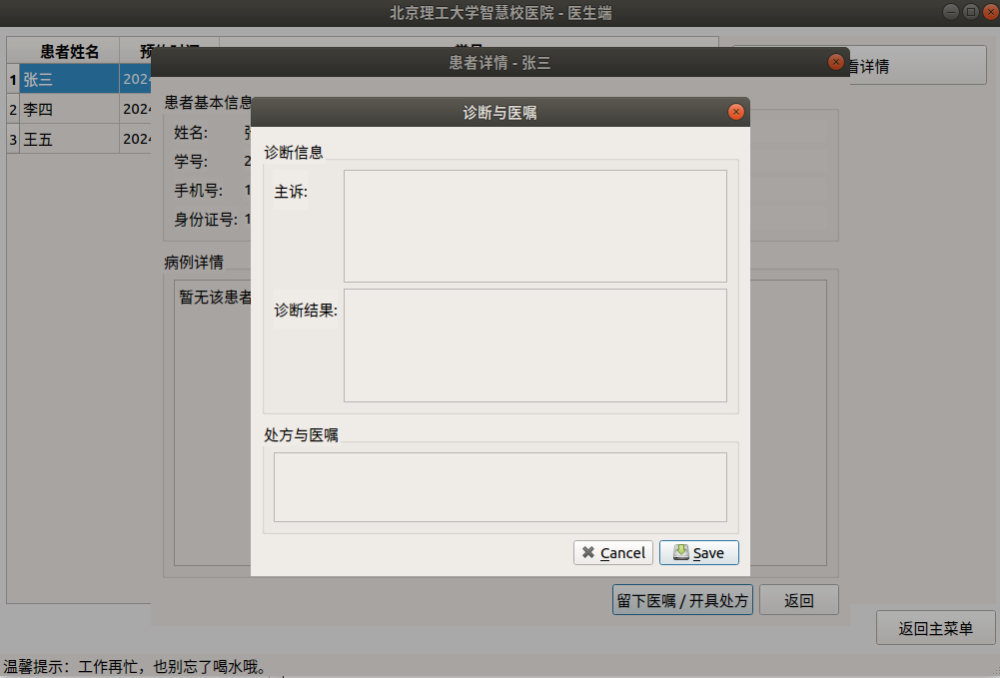 北京理工大学智慧校医院 - 医生端
患者姓名
看详情
患者详情 - 张三
1 张三 2024
2 李四 2024
3 王五 2024
患者基本信息
姓名:
学号: 2
手机号: 1
身份证号: 1
病例详情
暂无该患者
诊断与医嘱
诊断信息
主诉:
诊断结果:
处方与医嘱
Cancel
Save
留下医嘱 / 开具处方
返回
返回主菜单
温馨提示：工作再忙，也别忘了喝水哦。